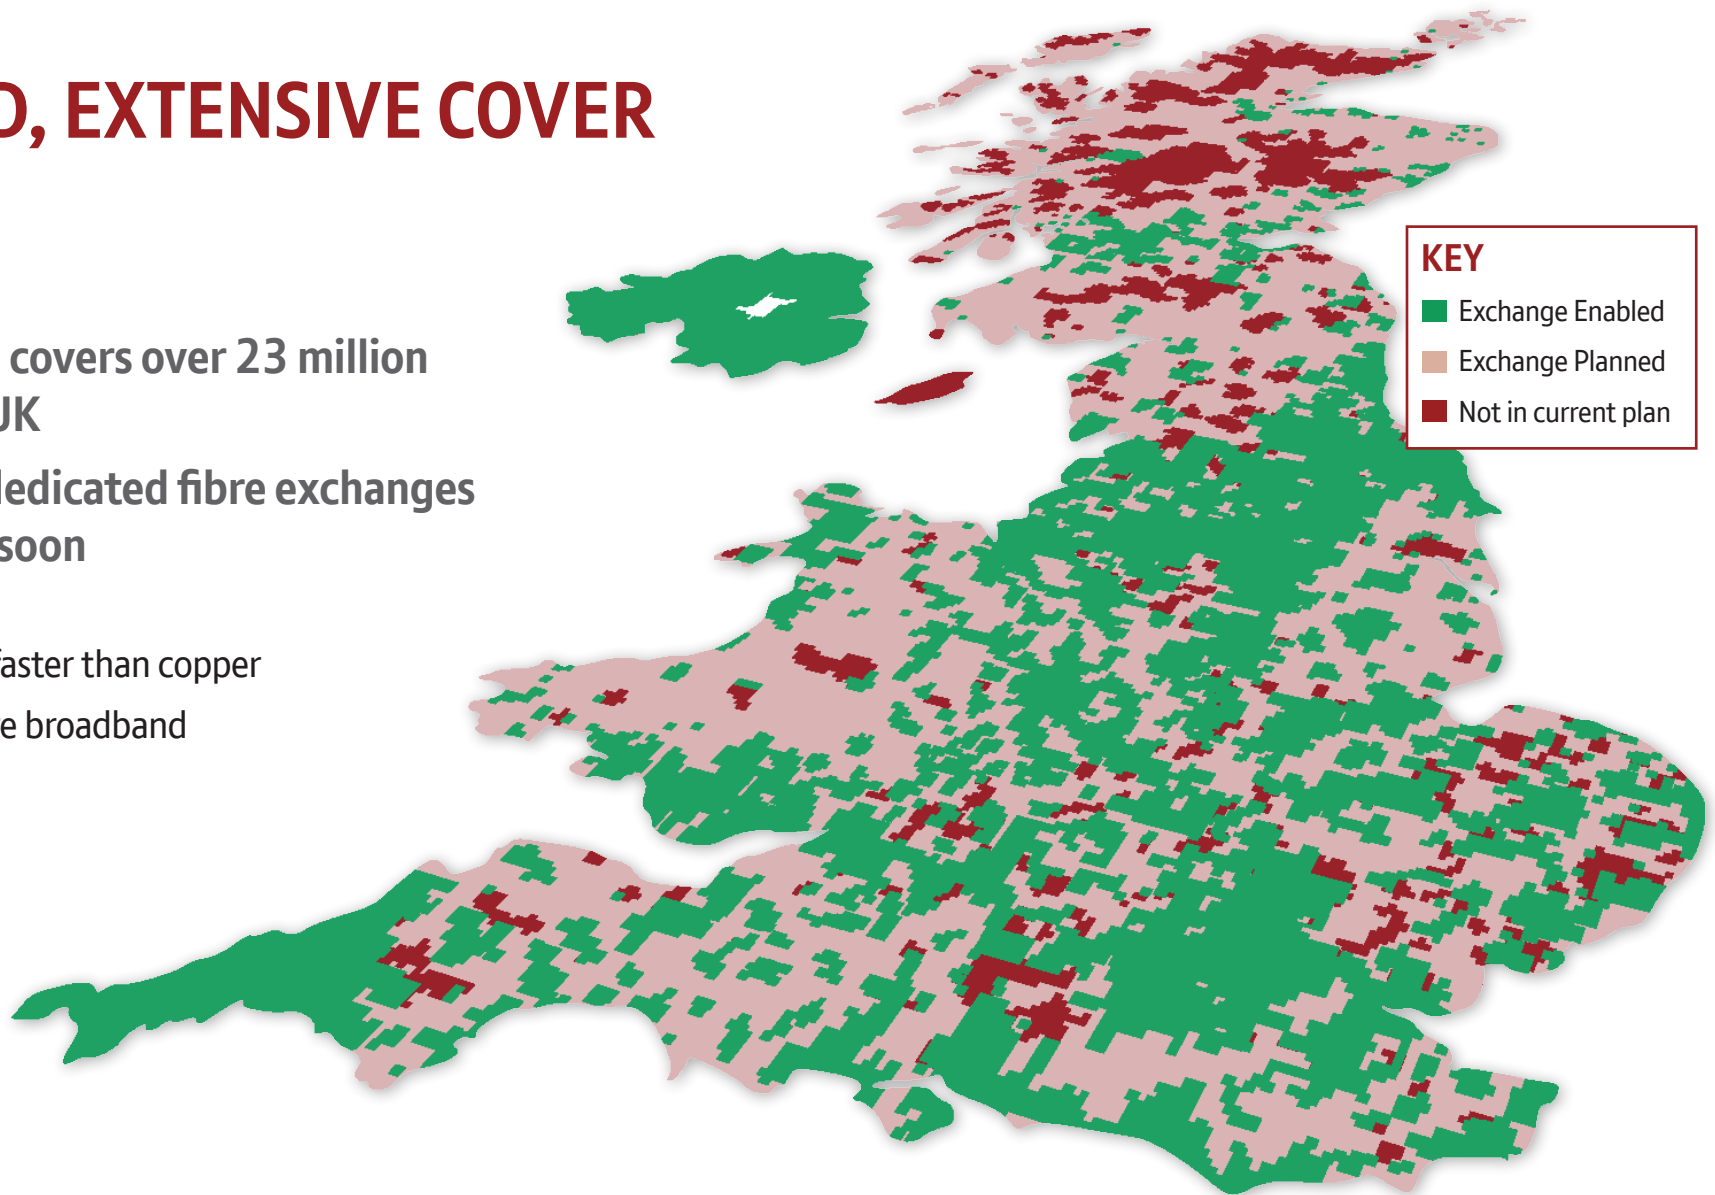 D, EXTENSIVE COVER
covers over 23 million
UK
dedicated fibre exchanges
soon
faster than copper
e broadband
KEY
Exchange Enabled
Exchange Planned
Not in current plan